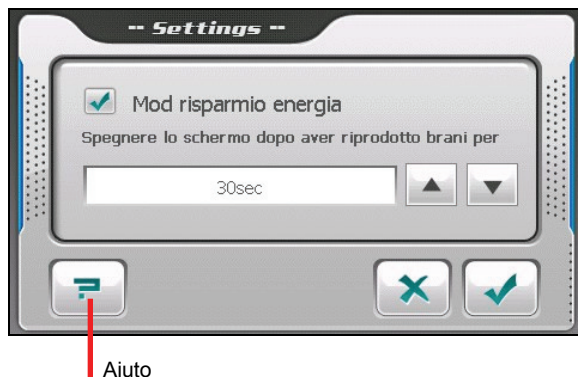 -- Settings --
Mod risparmio energia
Spegnere lo schermo dopo aver riprodotto brani per
30sec
?
Aiuto